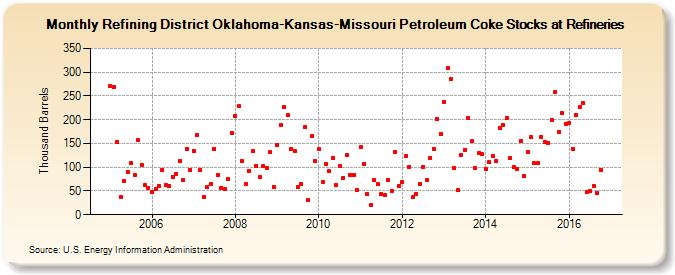 Monthly Refining District Oklahoma-Kansas-Missouri Petroleum Coke Stocks at Refineries
Thousand Barrels
350
300
250
200
150
100
50
0
2006 2008 2010 2012 2014 2016
Source: U.S. Energy Information Administration